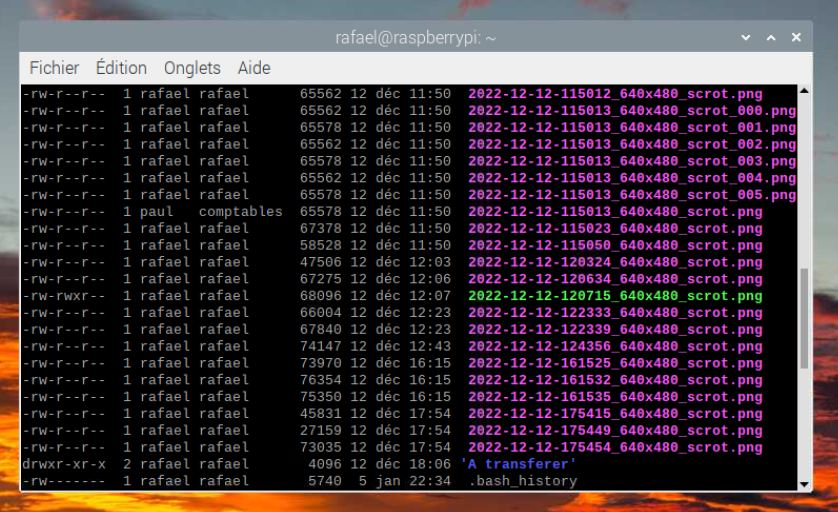 rafael@raspberrypi: ~
Fichier Édition Onglets Aide
-rw-r--r-- 1 rafael rafael 65562 12 déc 11:50 2022-12-12-115012_640x480_scrot.png
-rw-r--r-- 1 rafael rafael 65562 12 déc 11:50 2022-12-12-115013_640x480_scrot_000.png
-rw-r--r-- 1 rafael rafael 65578 12 déc 11:50 2022-12-12-115013_640x480_scrot_001.png
-rw-r--r-- 1 rafael rafael 65562 12 déc 11:50 2022-12-12-115013_640x480_scrot_002.png
-rw-r--r-- 1 rafael rafael 65578 12 déc 11:50 2022-12-12-115013_640x480_scrot_003.png
-rw-r--r-- 1 rafael rafael 65562 12 déc 11:50 2022-12-12-115013_640x480_scrot_004.png
-rw-r--r-- 1 rafael rafael 65578 12 déc 11:50 2022-12-12-115013_640x480_scrot_005.png
-rw-r--r-- 1 paul comptables 65578 12 déc 11:50 2022-12-12-115013_640x480_scrot.png
-rw-r--r-- 1 rafael rafael 67378 12 déc 11:50 2022-12-12-115023_640x480_scrot.png
-rw-r--r-- 1 rafael rafael 58528 12 déc 11:50 2022-12-12-115050_640x480_scrot.png
-rw-r--r-- 1 rafael rafael 47506 12 déc 12:03 2022-12-12-120324_640x480_scrot.png
-rw-r--r-- 1 rafael rafael 67275 12 déc 12:06 2022-12-12-120634_640x480_scrot.png
-rw-rwxr-- 1 rafael rafael 68096 12 déc 12:07 2022-12-12-120715_640x480_scrot.png
-rw-r--r-- 1 rafael rafael 66004 12 déc 12:23 2022-12-12-122333_640x480_scrot.png
-rw-r--r-- 1 rafael rafael 67840 12 déc 12:23 2022-12-12-122339_640x480_scrot.png
-rw-r--r-- 1 rafael rafael 74147 12 déc 12:43 2022-12-12-124356_640x480_scrot.png
-rw-r--r-- 1 rafael rafael 73970 12 déc 16:15 2022-12-12-161525_640x480_scrot.png
-rw-r--r-- 1 rafael rafael 76354 12 déc 16:15 2022-12-12-161532_640x480_scrot.png
-rw-r--r-- 1 rafael rafael 75350 12 déc 16:15 2022-12-12-161535_640x480_scrot.png
-rw-r--r-- 1 rafael rafael 45831 12 déc 17:54 2022-12-12-175415_640x480_scrot.png
-rw-r--r-- 1 rafael rafael 27159 12 déc 17:54 2022-12-12-175449_640x480_scrot.png
-rw-r--r-- 1 rafael rafael 73035 12 déc 17:54 2022-12-12-175454_640x480_scrot.png
drwxr-xr-x 2 rafael rafael 4096 12 déc 18:06 'A transferer'
-rw------- 1 rafael rafael 5740 5 jan 22:34 .bash_history